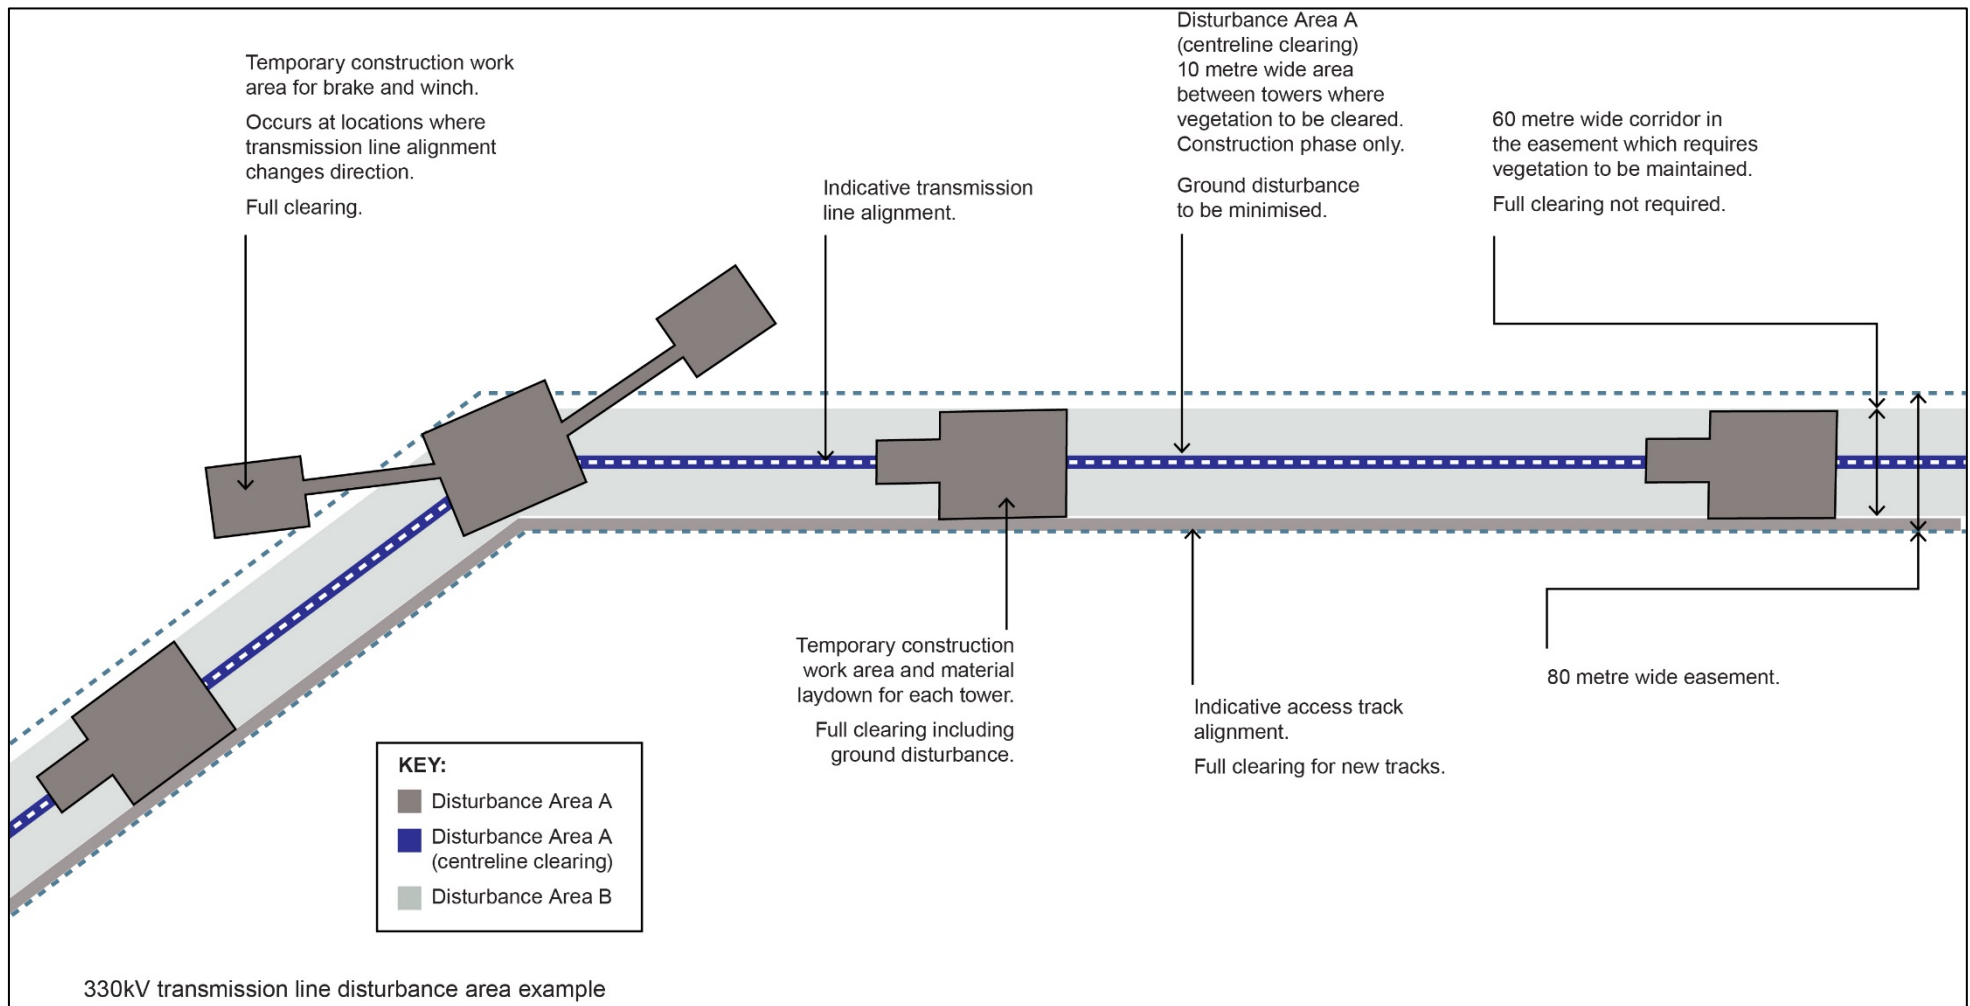 Temporary construction work
area for brake and winch.
Occurs at locations where
transmission line alignment
changes direction.
Full clearing.
Indicative transmission
line alignment.
Disturbance Area A
(centreline clearing)
10 metre wide area
between towers where
vegetation to be cleared.
Construction phase only.
Ground disturbance
to be minimised.
60 metre wide corridor in
the easement which requires
vegetation to be maintained.
Full clearing not required.
Temporary construction
work area and material
laydown for each tower.
Full clearing including
ground disturbance.
Indicative access track
alignment.
Full clearing for new tracks.
80 metre wide easement.
KEY:
Disturbance Area A
Disturbance Area A
(centreline clearing)
Disturbance Area B
330kV transmission line disturbance area example